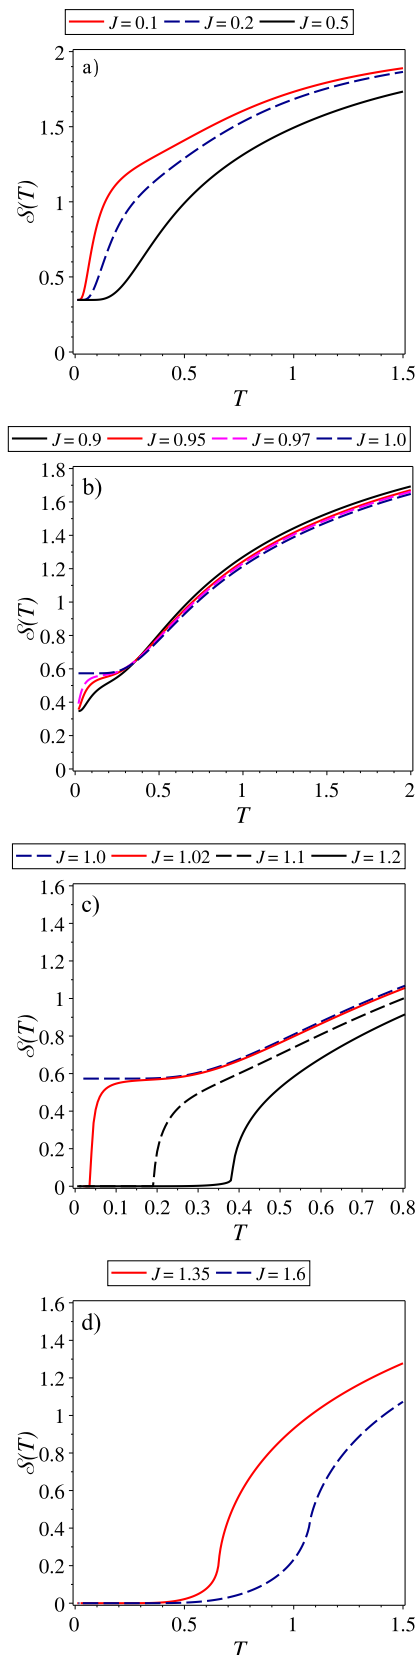 J = 0.1 J = 0.2 J = 0.5
a)
2
1.5
1
0.5
0
𝒮(T)
0 0.5 1 1.5
T
J = 0.9 J = 0.95 J = 0.97 J = 1.0
b)
1.8
1.6
1.4
1.2
1
0.8
0.6
0.4
0.2
0
𝒮(T)
0 0.5 1 1.5 2
T
J = 1.0 J = 1.02 J = 1.1 J = 1.2
c)
1.6
1.4
1.2
1
0.8
0.6
0.4
0.2
0
𝒮(T)
0 0.1 0.2 0.3 0.4 0.5 0.6 0.7 0.8
T
J = 1.35 J = 1.6
d)
1.6
1.4
1.2
1
0.8
0.6
0.4
0.2
0
𝒮(T)
0 0.5 1 1.5
T